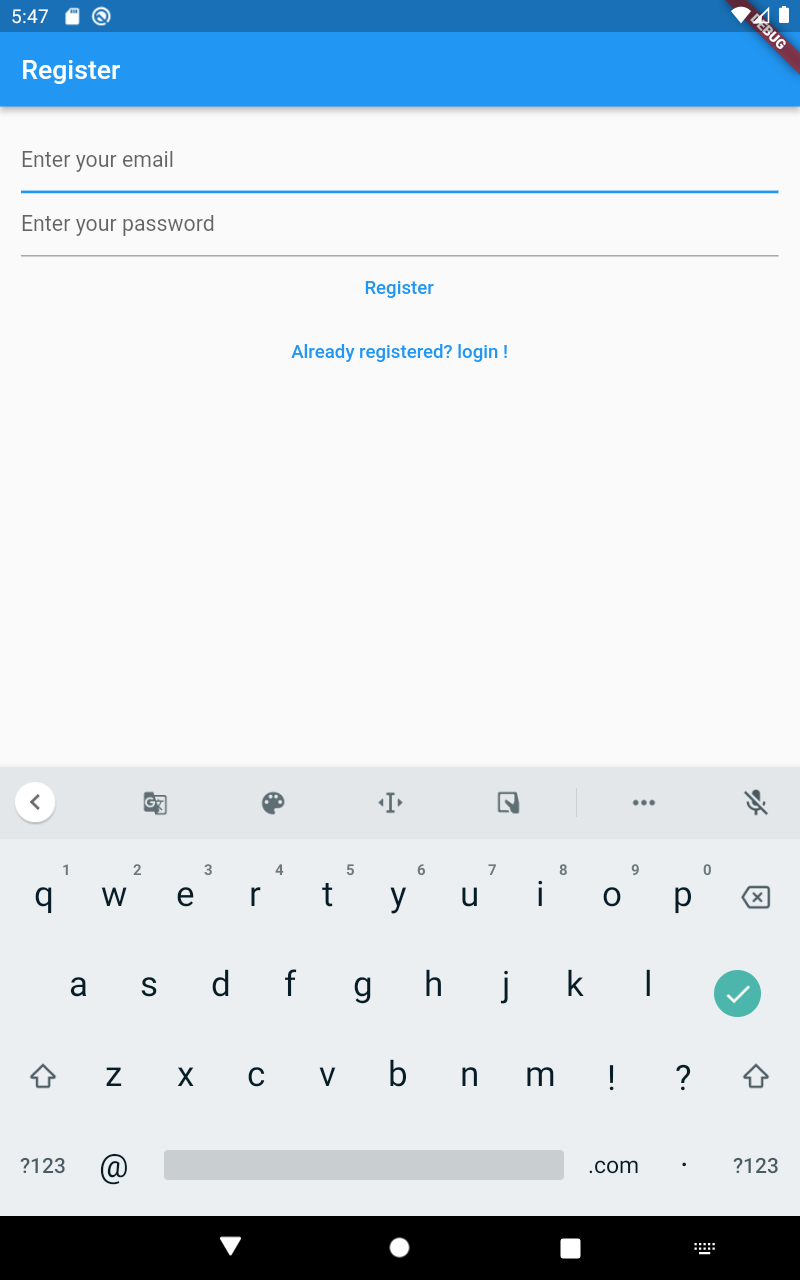 5:47
DEBUG
Register
Enter your email
Enter your password
Register
Already registered? login !
G
1 2 3 4 5 6 7 8 9 0
q w e r t y u i o p
a s d f g h j k l
z x c v b n m ! ?
?123 @ .com . ?123